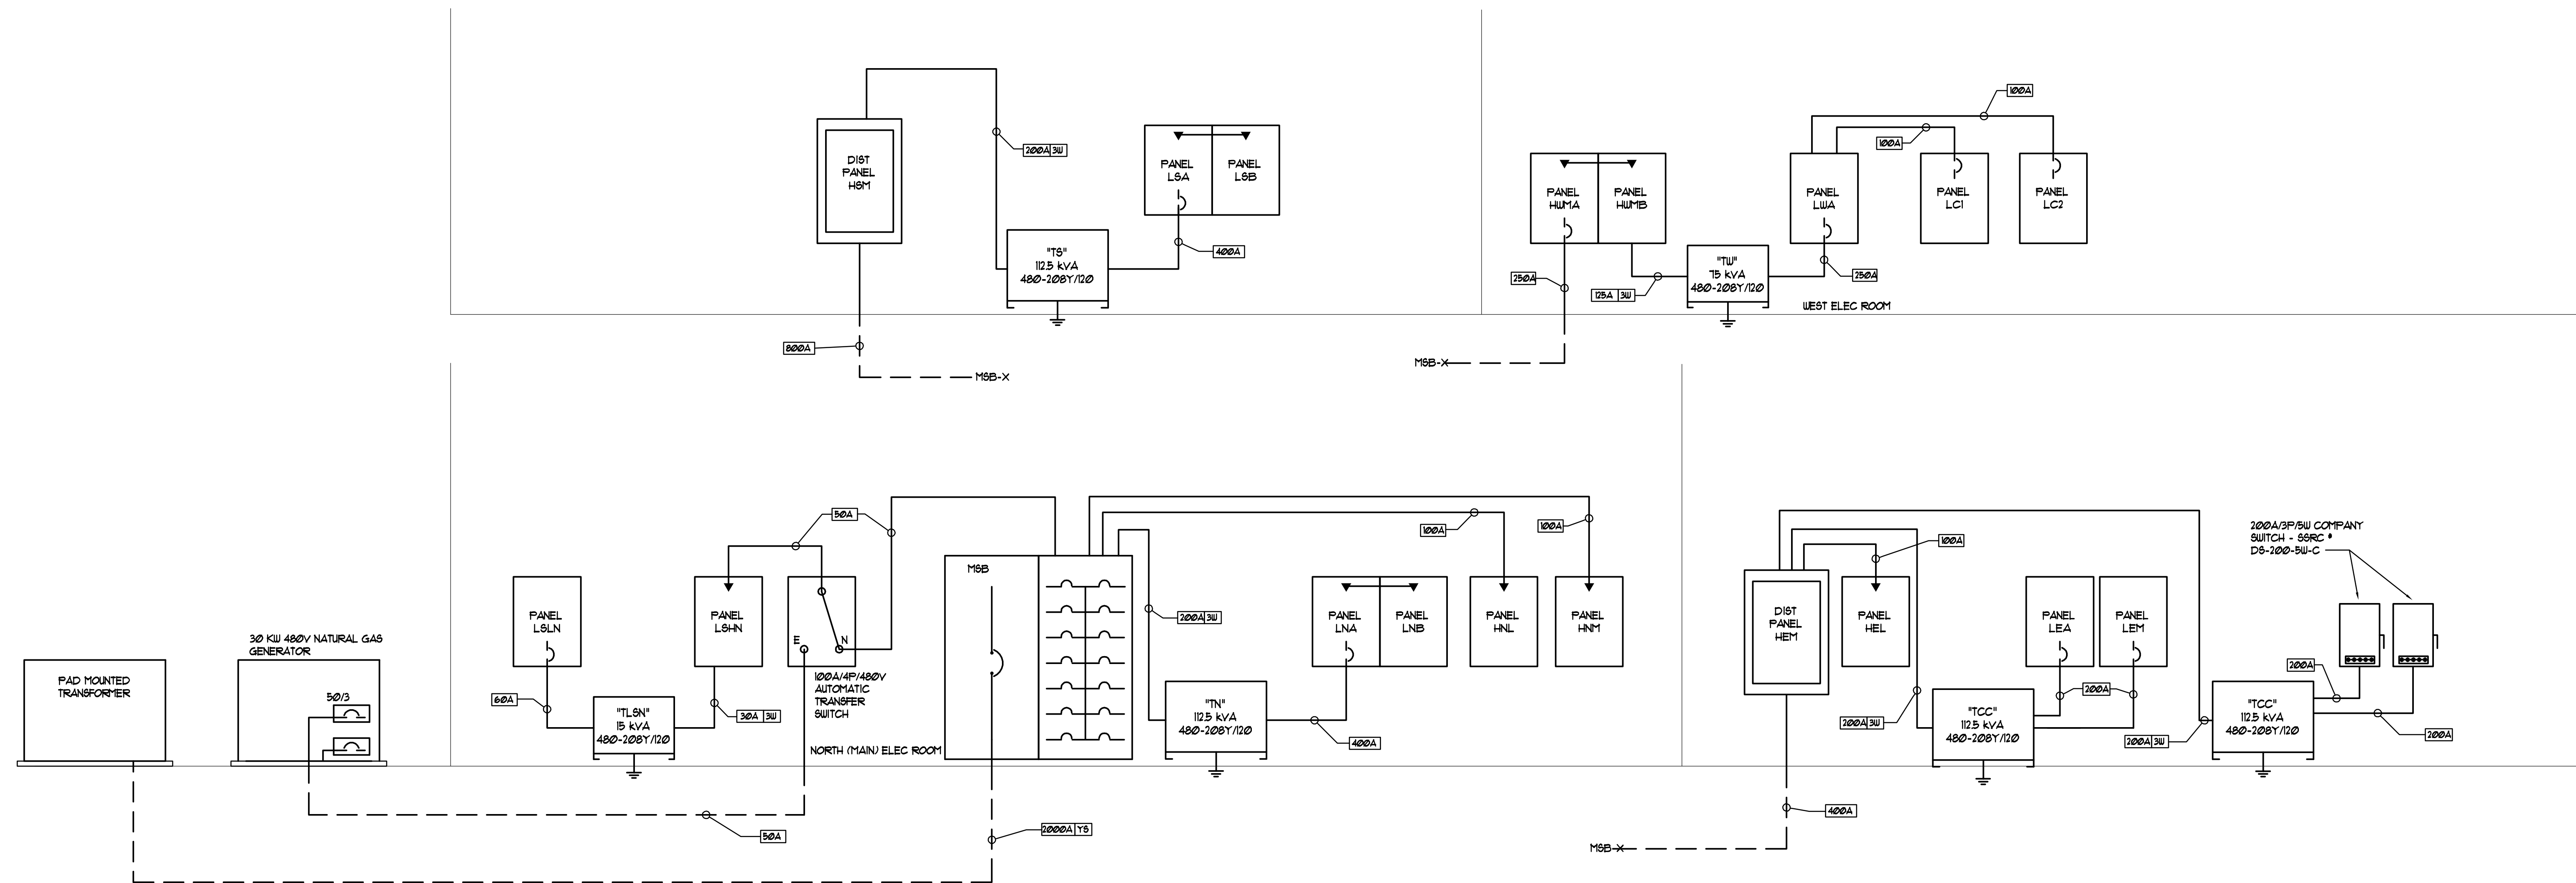 100A
DIST
PANEL
HSM
200A 3W
PANEL
LSA
PANEL
LSB
100A
PANEL
HWMA
PANEL
HWMB
PANEL
LWA
PANEL
LC1
PANEL
LC2
"TS"
112.5 kVA
480-208Y/120
400A
"TW"
75 kVA
480-208Y/120
250A
125A 3W
250A
WEST ELEC ROOM
800A
MSB-X
MSB-X
50A
100A
100A
100A
200A/3P/5W COMPANY
SWITCH - SSRC #
DS-200-5W-C
MSB
PANEL
LSLN
PANEL
LSHN
E
N
200A 3W
PANEL
LNA
PANEL
LNB
PANEL
HNL
PANEL
HNM
DIST
PANEL
HEM
PANEL
HEL
PANEL
LEA
PANEL
LEM
30 KW 480V NATURAL GAS
GENERATOR
PAD MOUNTED
TRANSFORMER
50/3
60A
"TLSN"
15 kVA
480-208Y/120
30A 3W
100A/4P/480V
AUTOMATIC
TRANSFER
SWITCH
NORTH (MAIN) ELEC ROOM
"TN"
112.5 kVA
480-208Y/120
400A
200A
200A
200A 3W
"TCC"
112.5 kVA
480-208Y/120
200A 3W
"TCC"
112.5 kVA
480-208Y/120
200A
50A
2000A YS
400A
MSB-X